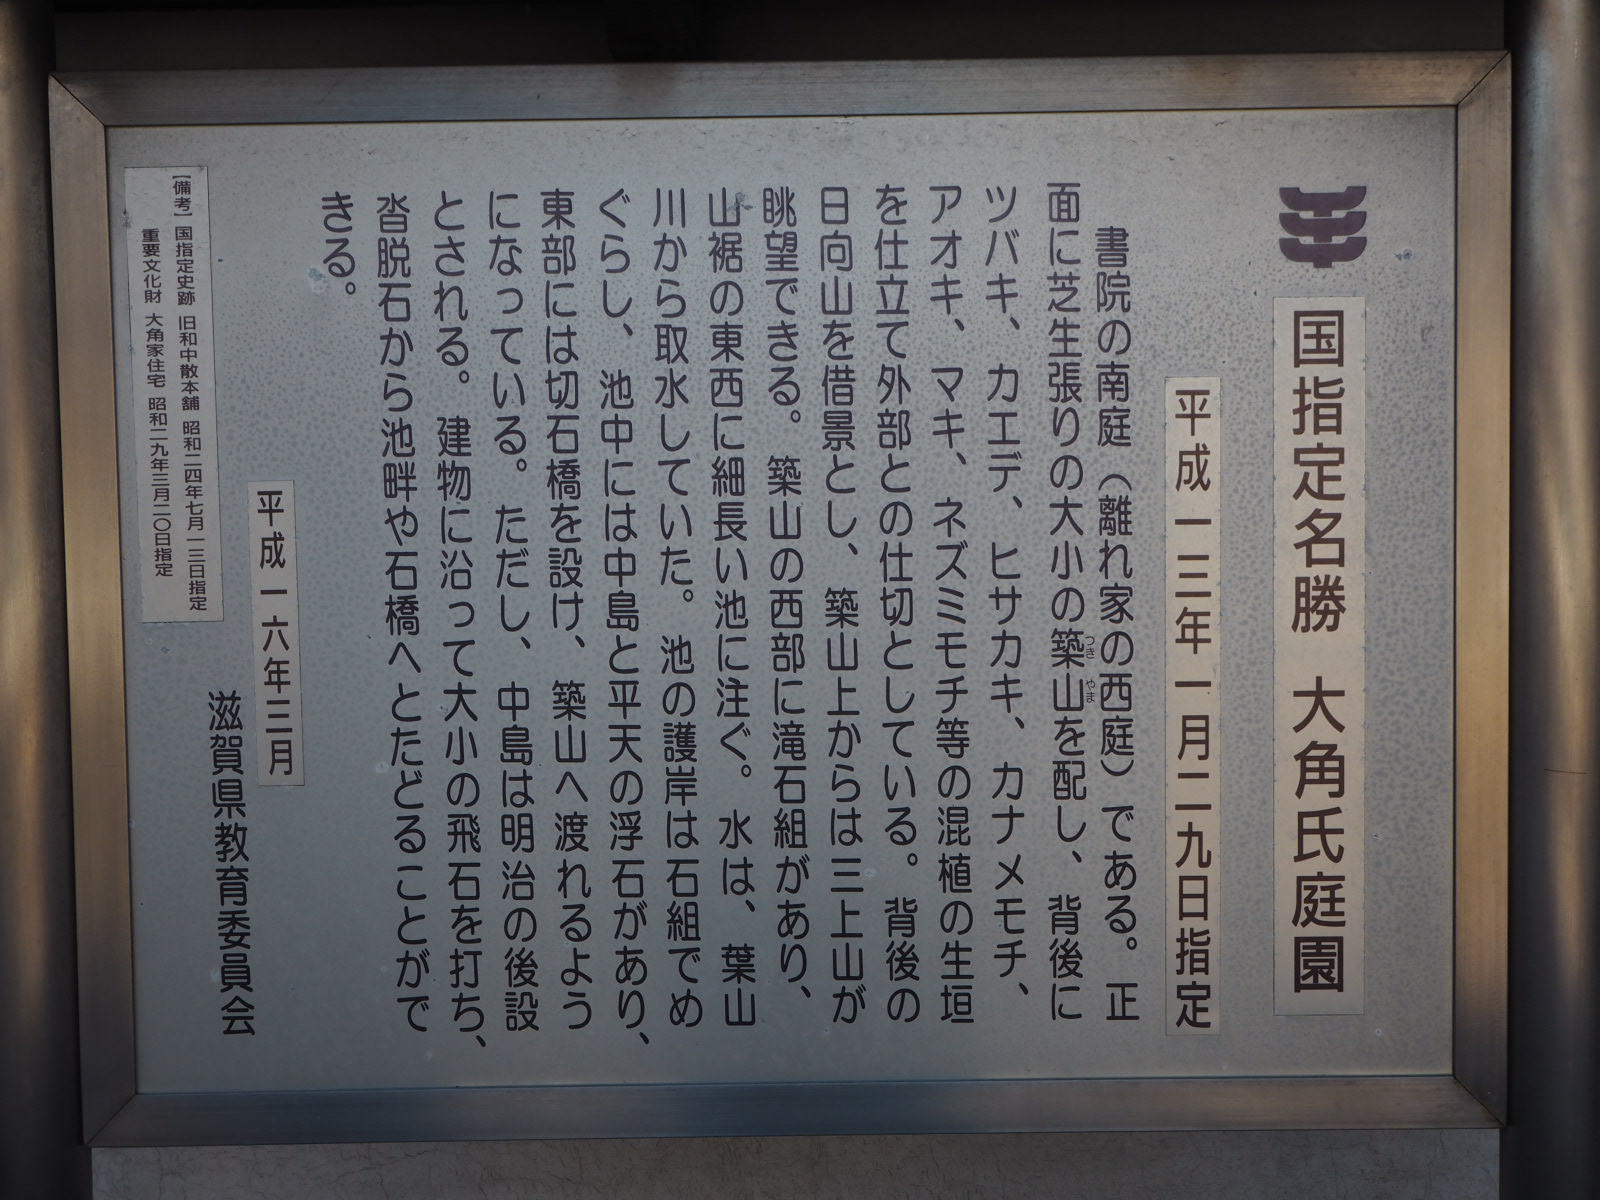 国指定名勝 大角氏庭園
平成一三年一月二九日指定
書院の南庭（離れ家の西庭）である。正
面に芝生張りの大小の築山を配し、背後に
つき やま
ツバキ、カエデ、ヒサカキ、カナメモチ、
アオキ、マキ、ネズミモチ等の混植の生垣
を仕立て外部との仕切としている。背後の
日向山を借景とし、築山上からは三上山が
眺望できる。築山の西部に滝石組があり、
山裾の東西に細長い池に注ぐ。水は、葉山
川から取水していた。池の護岸は石組でめ
ぐらし、池中には中島と平天の浮石があり、
東部には切石橋を設け、築山へ渡れるよう
になっている。ただし、中島は明治の後設
とされる。建物に沿って大小の飛石を打ち、
沓脱石から池畔や石橋へとたどることがで
きる。
平成一六年三月
滋賀県教育委員会
【備考】国指定史跡 旧和中散本舗 昭和二四年七月一三日指定
重要文化財 大角家住宅 昭和二九年三月二〇日指定